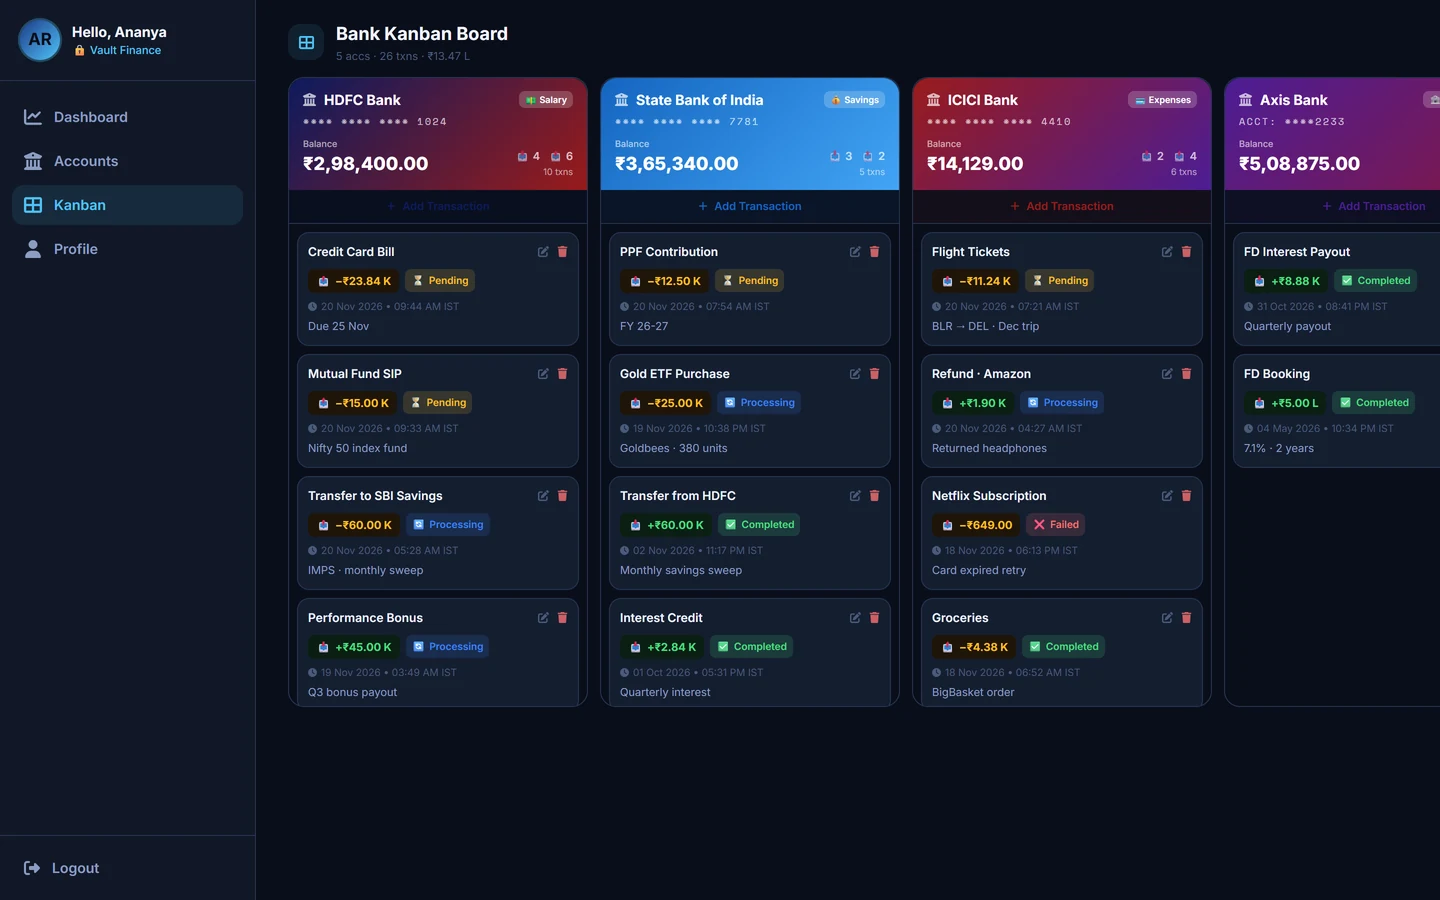 AR
Hello, Ananya
Vault Finance
Dashboard
Accounts
Kanban
Profile
Logout
Bank Kanban Board
5 accs · 26 txns · ₹13.47 L
HDFC Bank
Salary
**** **** **** 1024
Balance
₹2,98,400.00
4 6
10 txns
+ Add Transaction
Credit Card Bill
−₹23.84 K Pending
20 Nov 2026 • 09:44 AM IST
Due 25 Nov
Mutual Fund SIP
−₹15.00 K Pending
20 Nov 2026 • 09:33 AM IST
Nifty 50 index fund
Transfer to SBI Savings
−₹60.00 K Processing
20 Nov 2026 • 05:28 AM IST
IMPS · monthly sweep
Performance Bonus
+₹45.00 K Processing
19 Nov 2026 • 03:49 AM IST
Q3 bonus payout
State Bank of India
Savings
**** **** **** 7781
Balance
₹3,65,340.00
3 2
5 txns
+ Add Transaction
PPF Contribution
−₹12.50 K Pending
20 Nov 2026 • 07:54 AM IST
FY 26-27
Gold ETF Purchase
−₹25.00 K Processing
19 Nov 2026 • 10:38 PM IST
Goldbees · 380 units
Transfer from HDFC
+₹60.00 K Completed
02 Nov 2026 • 11:17 PM IST
Monthly savings sweep
Interest Credit
+₹2.84 K Completed
01 Oct 2026 • 05:31 PM IST
Quarterly interest
ICICI Bank
Expenses
**** **** **** 4410
Balance
₹14,129.00
2 4
6 txns
+ Add Transaction
Flight Tickets
−₹11.24 K Pending
20 Nov 2026 • 07:21 AM IST
BLR → DEL · Dec trip
Refund · Amazon
+₹1.90 K Processing
20 Nov 2026 • 04:27 AM IST
Returned headphones
Netflix Subscription
−₹649.00 Failed
18 Nov 2026 • 06:13 PM IST
Card expired retry
Groceries
−₹4.38 K Completed
18 Nov 2026 • 06:52 AM IST
BigBasket order
Axis Bank
ACCT: ****2233
Balance
₹5,08,875.00
+ Add Transaction
FD Interest Payout
+₹8.88 K Completed
31 Oct 2026 • 08:41 PM IST
Quarterly payout
FD Booking
+₹5.00 L Completed
04 May 2026 • 10:34 PM IST
7.1% · 2 years